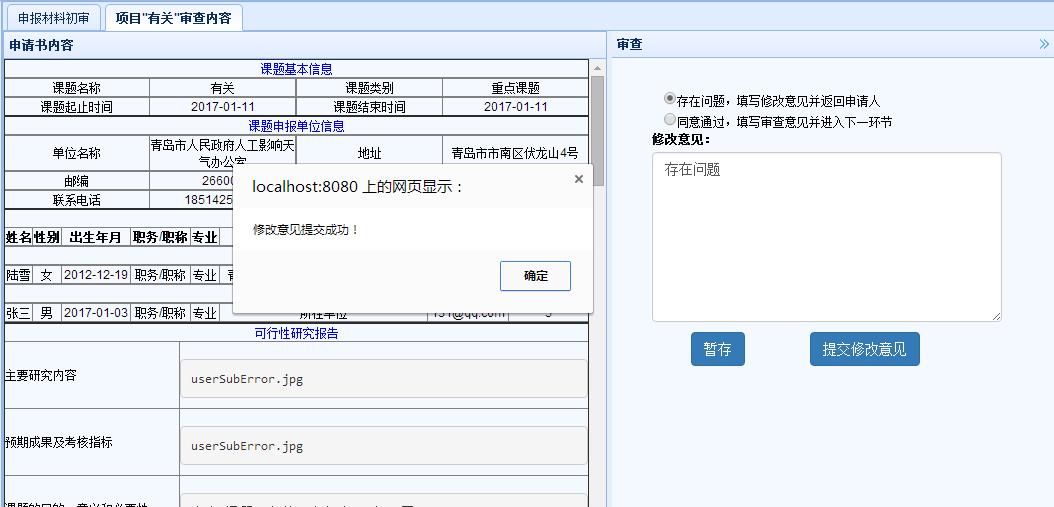 申报材料初审 项目"有关"审查内容
申请书内容
课题基本信息
课题名称 有关 课题类别 重点课题
课题起止时间 2017-01-11 课题结束时间 2017-01-11
课题申报单位信息
单位名称 青岛市人民政府人工影响天气办公室 地址 青岛市市南区伏龙山4号
邮编 2660
联系电话 1851425
姓名 性别 出生年月 职务/职称 专业
陆雪 女 2012-12-19 职务/职称 专业
张三 男 2017-01-03 职务/职称 专业 所在单位 151@qq.com
可行性研究报告
主要研究内容 userSubError.jpg
预期成果及考核指标 userSubError.jpg
localhost:8080 上的网页显示：
修改意见提交成功！
确定
审查
存在问题，填写修改意见并返回申请人
同意通过，填写审查意见并进入下一环节
修改意见：
存在问题
暂存 提交修改意见